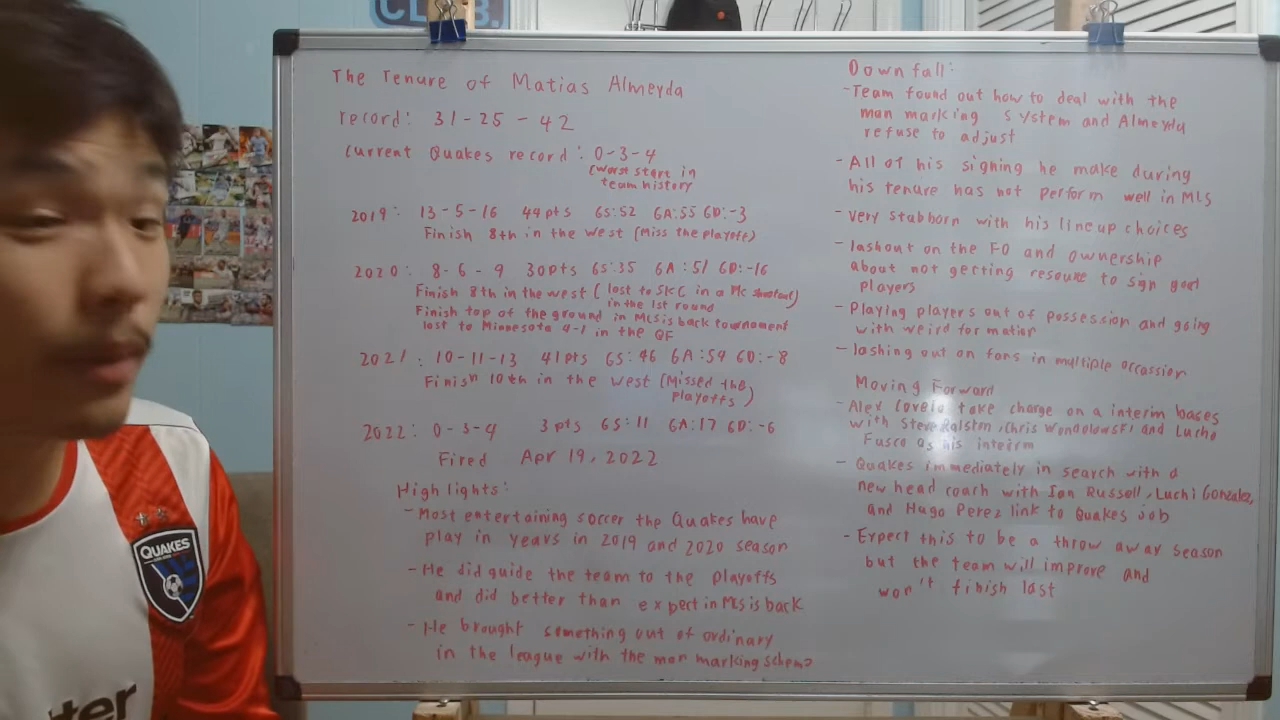 CLUB.
The Tenure of Matias Almeyda
record: 31-25-42
Current Quakes record: 0-3-4
(worst start in
team history
2019: 13-5-16 44pts GS:52 GA:55 GD:-3
Finish 8th in the West (Miss the playoff)
2020: 8-6-9 30pts GS:35 GA:51 GD:-16
Finish 8th in the west (lost to SKC in a PK shootout)
in the 1st round
Finish top of the ground in MLS is back tournament
lost to Minnesota 4-1 in the QF
2021: 10-11-13 41pts GS:46 GA:54 GD:-8
Finish 10th in the west (Missed the
playoffs)
2022: 0-3-4 3pts GS:11 GA:17 GD:-6
Fired Apr 19, 2022
Highlights:
-Most entertaining soccer the Quakes have
play in years in 2019 and 2020 season
-He did guide the team to the playoffs
and did better than expect in MLS is back
-He brought something out of ordinary
in the league with the man marking scheme
Downfall:
-Team found out how to deal with the
man marking system and Almeyda
refuse to adjust
-All of his signing he make during
his tenure has not perform well in MLS
-very stabborn with his lineup choices
-lashout on the FO and ownership
about not getting resource to sign good
players
-Playing players out of possession and going
with weird formation
-lashing out on fans in multiple occassion
Moving Forward
-Alex Covelo take charge on a interim bases
with Steve Ralston, Chris Wondolowski and Lucho
Fusco as his interim
-Quakes immediately in search with a
new head coach with Ian Russell, Luchi Gonzalez,
and Hugo Perez link to Quakes job
-Expect this to be a throw away season
but the team will improve and
won't finish last
QUAKES
ter